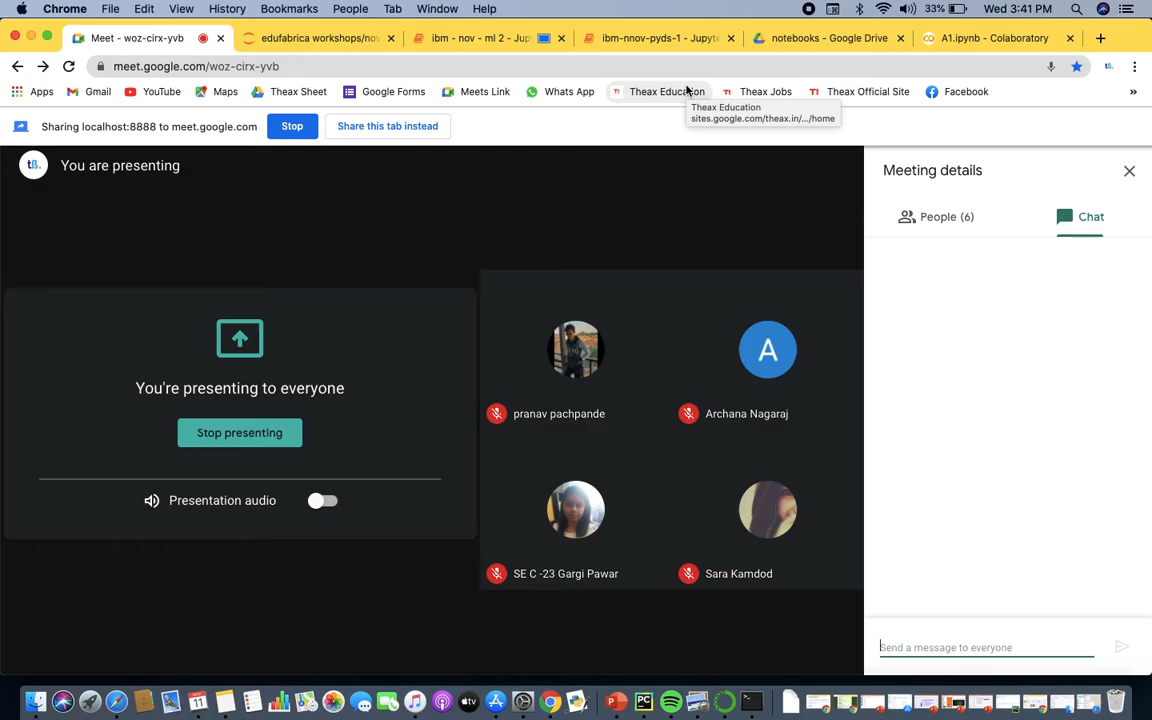 Chrome File Edit View History Bookmarks People Tab Window Help 33% Wed 3:41 PM
Meet - woz-cirx-yvb edufabrica workshops/nov ibm - nov - ml 2 - Jup ibm-nnov-pyds-1 - Jupyte notebooks - Google Drive A1.ipynb - Colaboratory
meet.google.com/woz-cirx-yvb tß.
Apps Gmail YouTube Maps Theax Sheet Google Forms Meets Link Whats App T! Theax Education T! Theax Jobs T! Theax Official Site Facebook »
Theax Education
sites.google.com/theax.in/.../home
Sharing localhost:8888 to meet.google.com Stop Share this tab instead
tß. You are presenting
Meeting details
People (6) Chat
You're presenting to everyone
Stop presenting
Presentation audio
A
pranav pachpande Archana Nagaraj
SE C -23 Gargi Pawar Sara Kamdod
Send a message to everyone